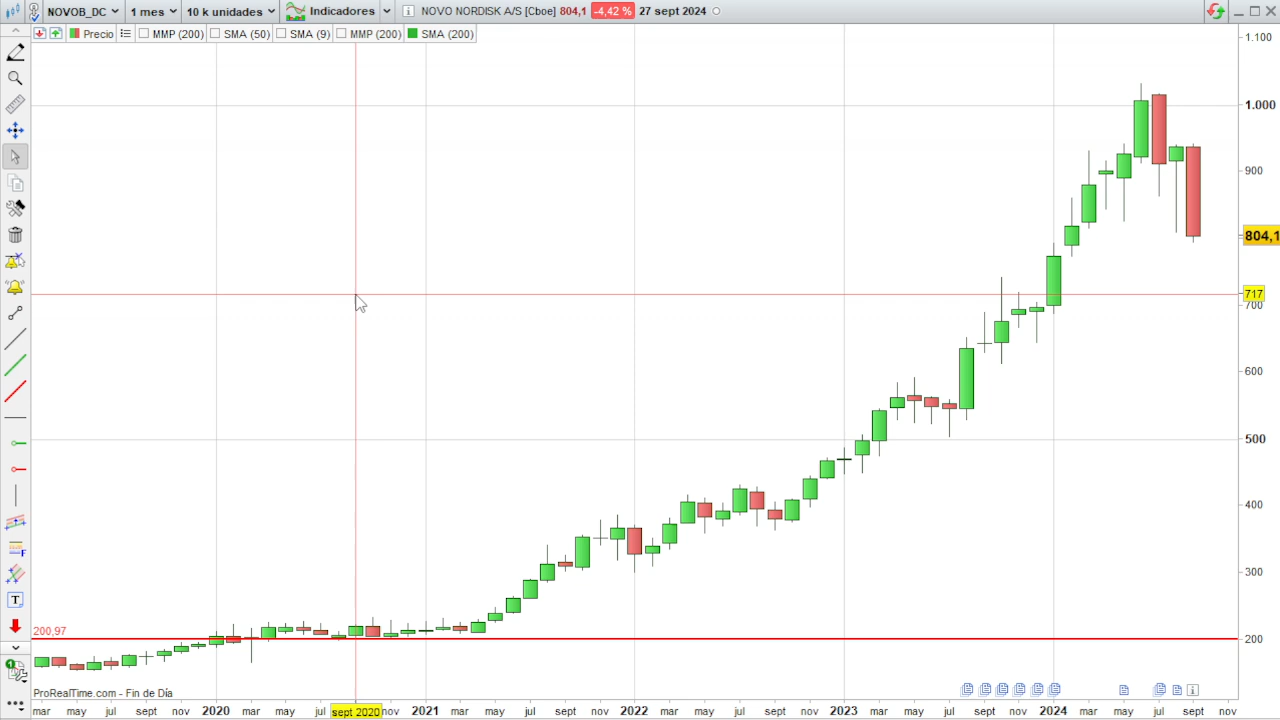 NOVOB_DC 1 mes 10 k unidades Indicadores i NOVO NORDISK A/S [Cboe] 804,1 -4,42 % 27 sept 2024
Precio MMP (200) SMA (50) SMA (9) MMP (200) SMA (200)
1.100
1.000
900
804,1
717
700
600
500
400
300
200
200,97
F
T
1
i
ProRealTime.com - Fin de Día
mar may jul sept nov 2020 mar may jul sept 2020 nov 2021 mar may jul sept nov 2022 mar may jul sept nov 2023 mar may jul sept nov 2024 mar may jul sept nov